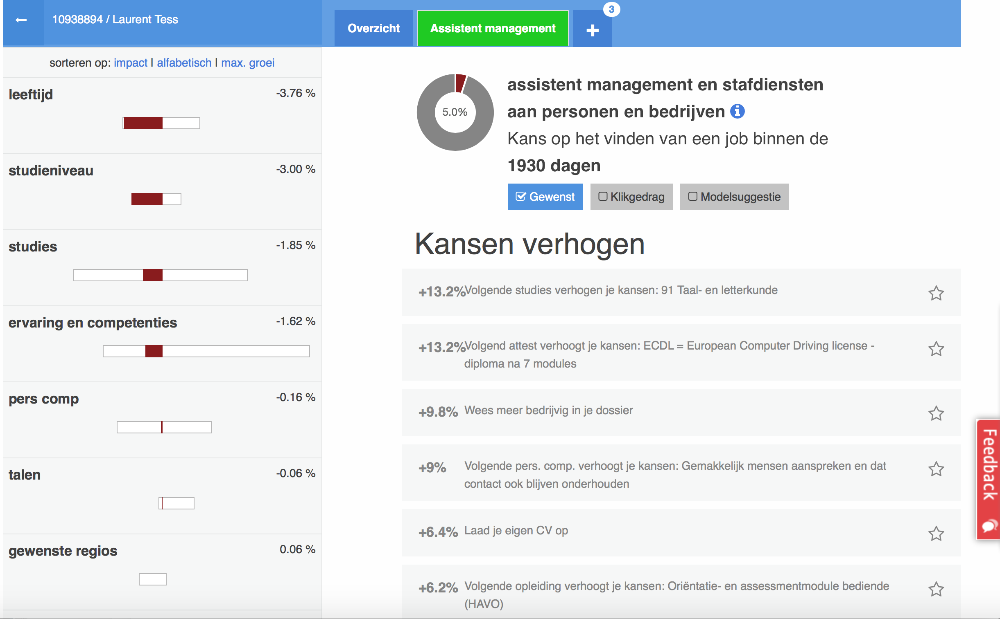 10938894 / Laurent Tess
Overzicht
Assistent management
3
sorteren op: impact | alfabetisch | max. groei
leeftijd
-3.76 %
studieniveau
-3.00 %
studies
-1.85 %
ervaring en competenties
-1.62 %
pers comp
-0.16 %
talen
-0.06 %
gewenste regios
0.06 %
5.0%
assistent management en stafdiensten
aan personen en bedrijven
Kans op het vinden van een job binnen de
1930 dagen
Gewenst
Klikgedrag
Modelsuggestie
Kansen verhogen
+13.2% Volgende studies verhogen je kansen: 91 Taal- en letterkunde
+13.2% Volgend attest verhoogt je kansen: ECDL = European Computer Driving license -
diploma na 7 modules
+9.8% Wees meer bedrijvig in je dossier
+9% Volgende pers. comp. verhoogt je kansen: Gemakkelijk mensen aanspreken en dat
contact ook blijven onderhouden
+6.4% Laad je eigen CV op
+6.2% Volgende opleiding verhoogt je kansen: Oriëntatie- en assessmentmodule bediende
(HAVO)
Feedback